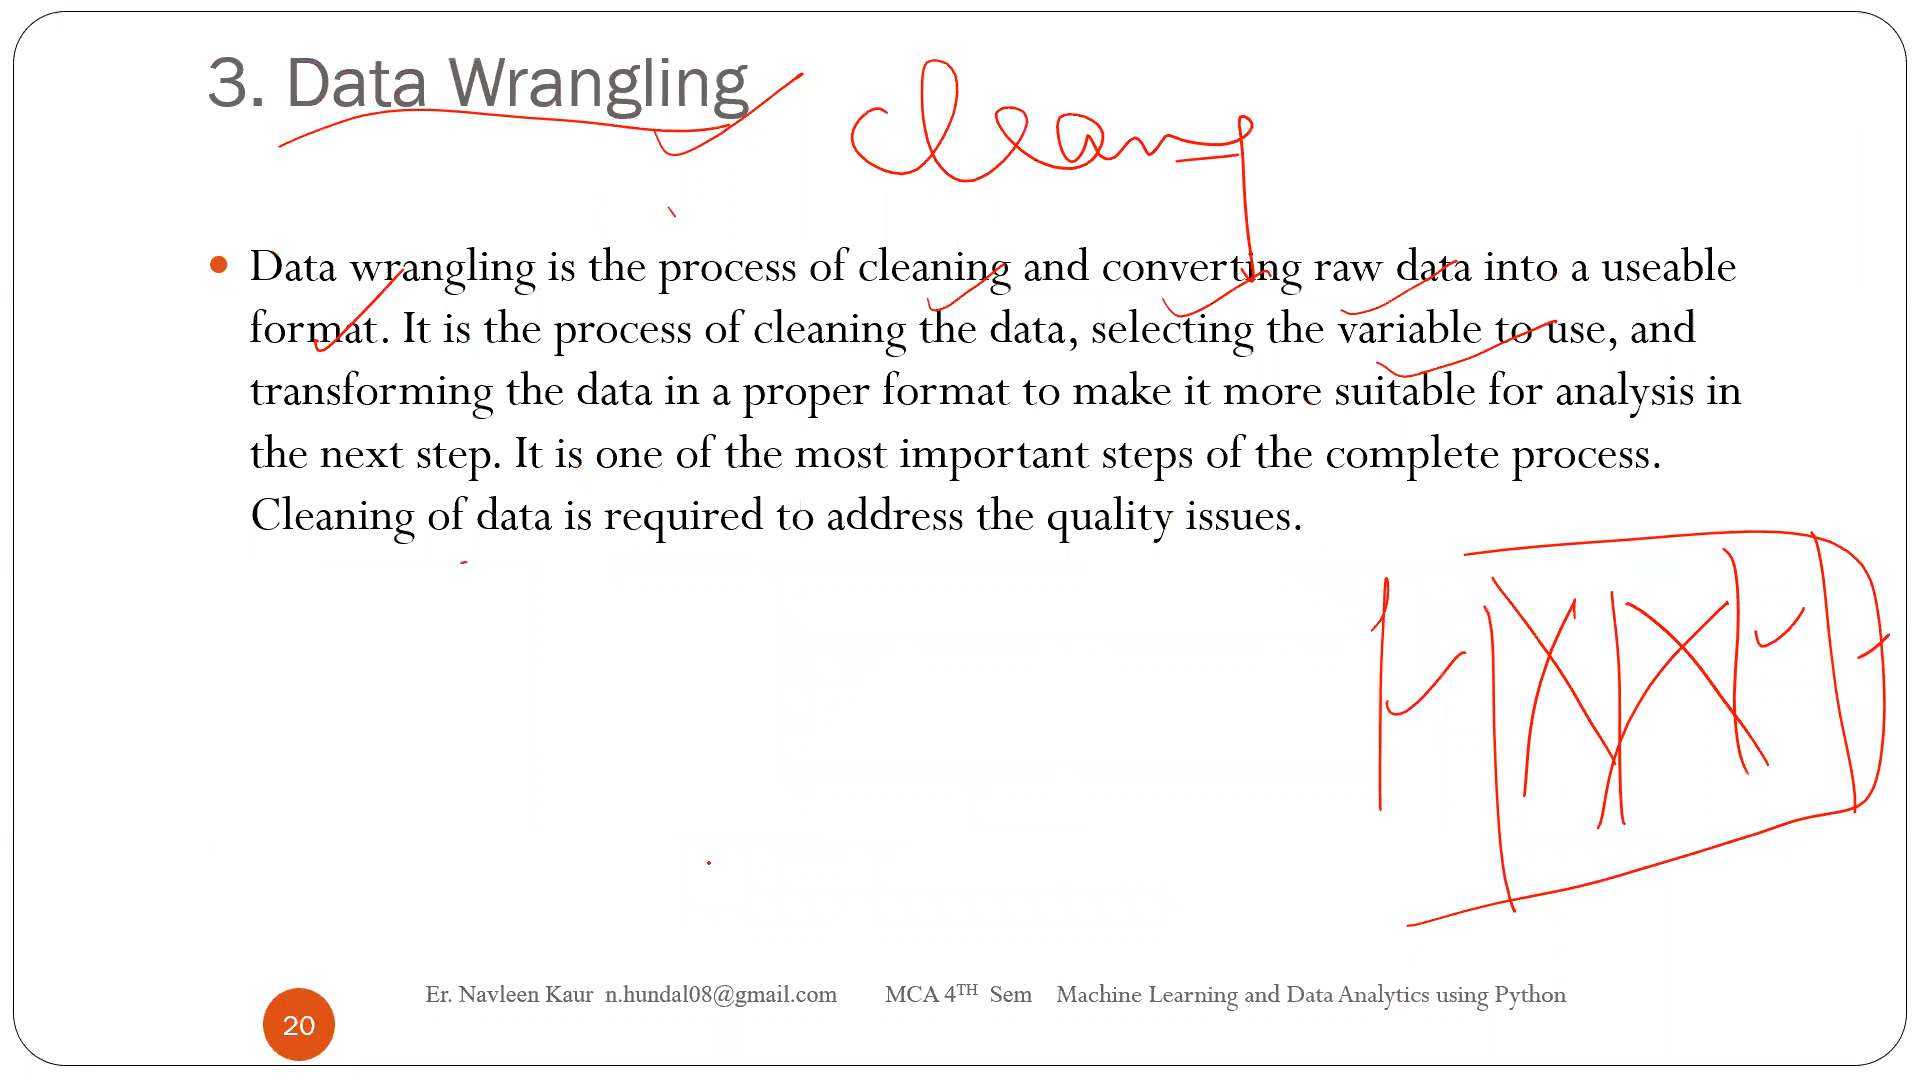 3. Data Wrangling
cleaning
• Data wrangling is the process of cleaning and converting raw data into a useable
format. It is the process of cleaning the data, selecting the variable to use, and
transforming the data in a proper format to make it more suitable for analysis in
the next step. It is one of the most important steps of the complete process.
Cleaning of data is required to address the quality issues.
Er. Navleen Kaur n.hundal08@gmail.com MCA 4TH Sem Machine Learning and Data Analytics using Python
20